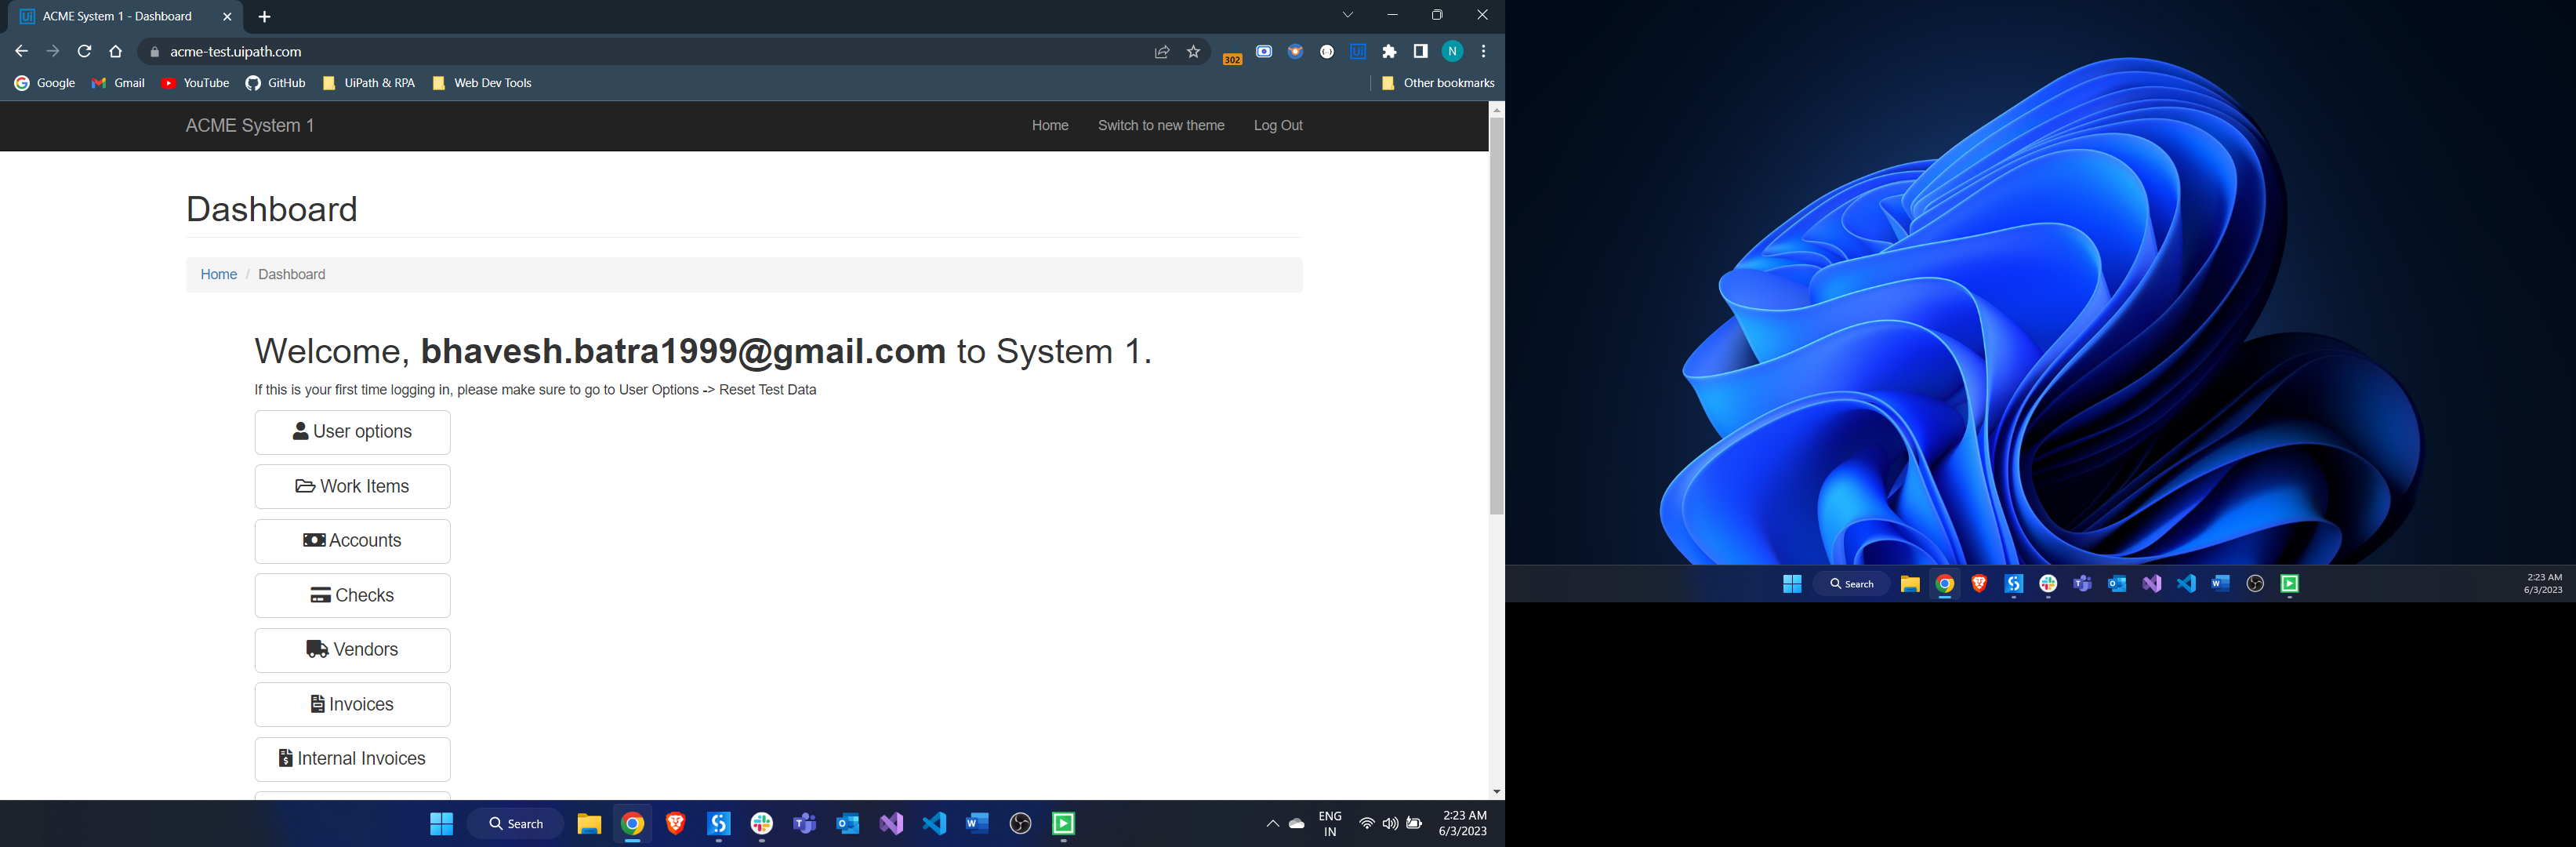 ACME System 1 - Dashboard
acme-test.uipath.com
302
N
Google
Gmail
YouTube
GitHub
UiPath & RPA
Web Dev Tools
Other bookmarks
ACME System 1
Home
Switch to new theme
Log Out
Dashboard
Home / Dashboard
Welcome, bhavesh.batra1999@gmail.com to System 1.
If this is your first time logging in, please make sure to go to User Options -> Reset Test Data
User options
Work Items
Accounts
Checks
Vendors
Invoices
Internal Invoices
Search
ENG
IN
2:23 AM
6/3/2023
Search
2:23 AM
6/3/2023